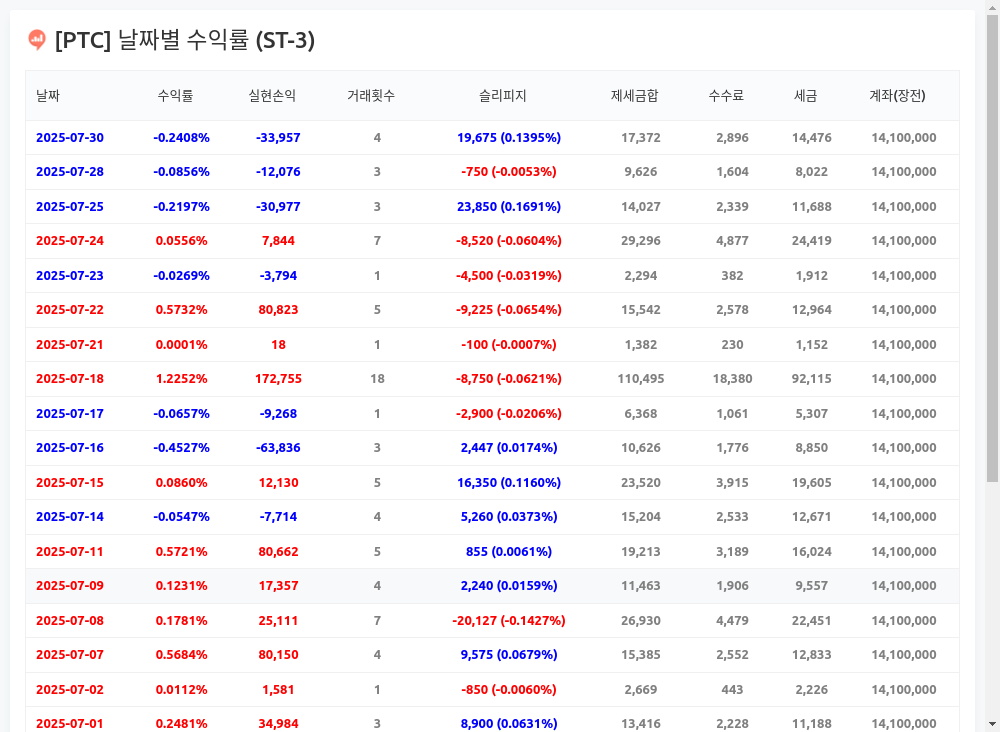 [PTC] 날짜별 수익률 (ST-3)
날짜 수익률 실현손익 거래횟수 슬리피지 제세금합 수수료 세금 계좌(장전)
2025-07-30 -0.2408% -33,957 4 19,675 (0.1395%) 17,372 2,896 14,476 14,100,000
2025-07-28 -0.0856% -12,076 3 -750 (-0.0053%) 9,626 1,604 8,022 14,100,000
2025-07-25 -0.2197% -30,977 3 23,850 (0.1691%) 14,027 2,339 11,688 14,100,000
2025-07-24 0.0556% 7,844 7 -8,520 (-0.0604%) 29,296 4,877 24,419 14,100,000
2025-07-23 -0.0269% -3,794 1 -4,500 (-0.0319%) 2,294 382 1,912 14,100,000
2025-07-22 0.5732% 80,823 5 -9,225 (-0.0654%) 15,542 2,578 12,964 14,100,000
2025-07-21 0.0001% 18 1 -100 (-0.0007%) 1,382 230 1,152 14,100,000
2025-07-18 1.2252% 172,755 18 -8,750 (-0.0621%) 110,495 18,380 92,115 14,100,000
2025-07-17 -0.0657% -9,268 1 -2,900 (-0.0206%) 6,368 1,061 5,307 14,100,000
2025-07-16 -0.4527% -63,836 3 2,447 (0.0174%) 10,626 1,776 8,850 14,100,000
2025-07-15 0.0860% 12,130 5 16,350 (0.1160%) 23,520 3,915 19,605 14,100,000
2025-07-14 -0.0547% -7,714 4 5,260 (0.0373%) 15,204 2,533 12,671 14,100,000
2025-07-11 0.5721% 80,662 5 855 (0.0061%) 19,213 3,189 16,024 14,100,000
2025-07-09 0.1231% 17,357 4 2,240 (0.0159%) 11,463 1,906 9,557 14,100,000
2025-07-08 0.1781% 25,111 7 -20,127 (-0.1427%) 26,930 4,479 22,451 14,100,000
2025-07-07 0.5684% 80,150 4 9,575 (0.0679%) 15,385 2,552 12,833 14,100,000
2025-07-02 0.0112% 1,581 1 -850 (-0.0060%) 2,669 443 2,226 14,100,000
2025-07-01 0.2481% 34,984 3 8,900 (0.0631%) 13,416 2,228 11,188 14,100,000